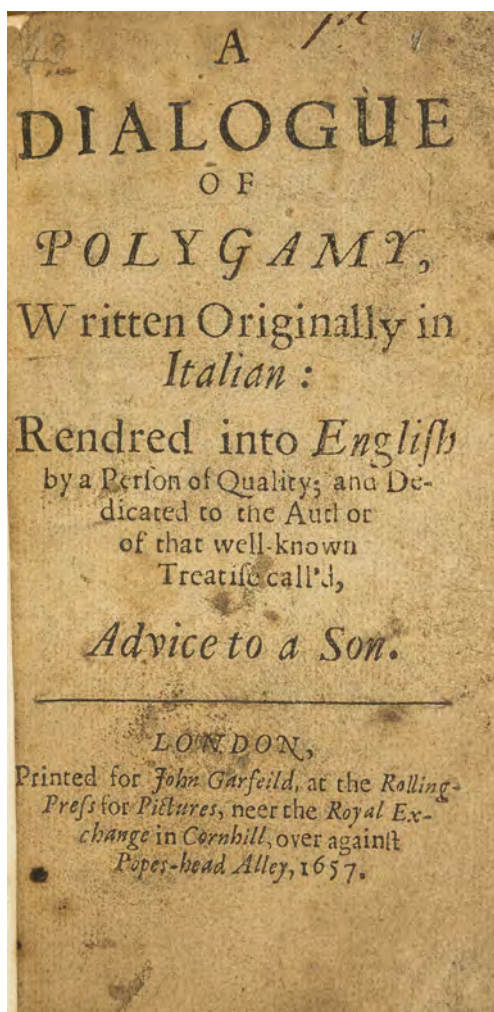 A
DIALOGUE
OF
POLYGAMY,
Written Originally in
Italian :
Rendred into Engliſh
by a Perſon of Quality; and De-
dicated to the Aut or
of that well-known
Treatiſe call'd,
Advice to a Son.
LONDON,
Printed for John Garfeild, at the Rolling-
Preſs for Pictures, neer the Royal Ex-
change in Cornhill, over againſt
Popes-head Alley, 1657.